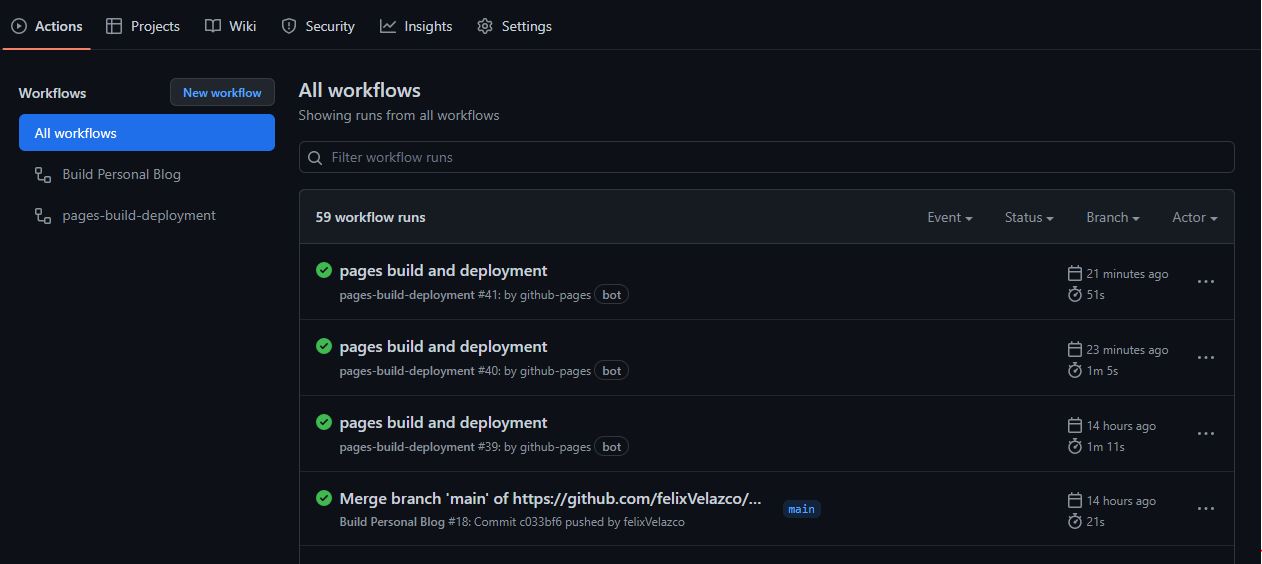 Actions Projects Wiki Security Insights Settings
Workflows
New workflow
All workflows
Build Personal Blog
pages-build-deployment
All workflows
Showing runs from all workflows
Filter workflow runs
59 workflow runs Event Status Branch Actor
pages build and deployment
pages-build-deployment #41: by github-pages bot
21 minutes ago
51s
pages build and deployment
pages-build-deployment #40: by github-pages bot
23 minutes ago
1m 5s
pages build and deployment
pages-build-deployment #39: by github-pages bot
14 hours ago
1m 11s
Merge branch 'main' of https://github.com/felixVelazco/...
Build Personal Blog #18: Commit c033bf6 pushed by felixVelazco
main
14 hours ago
21s